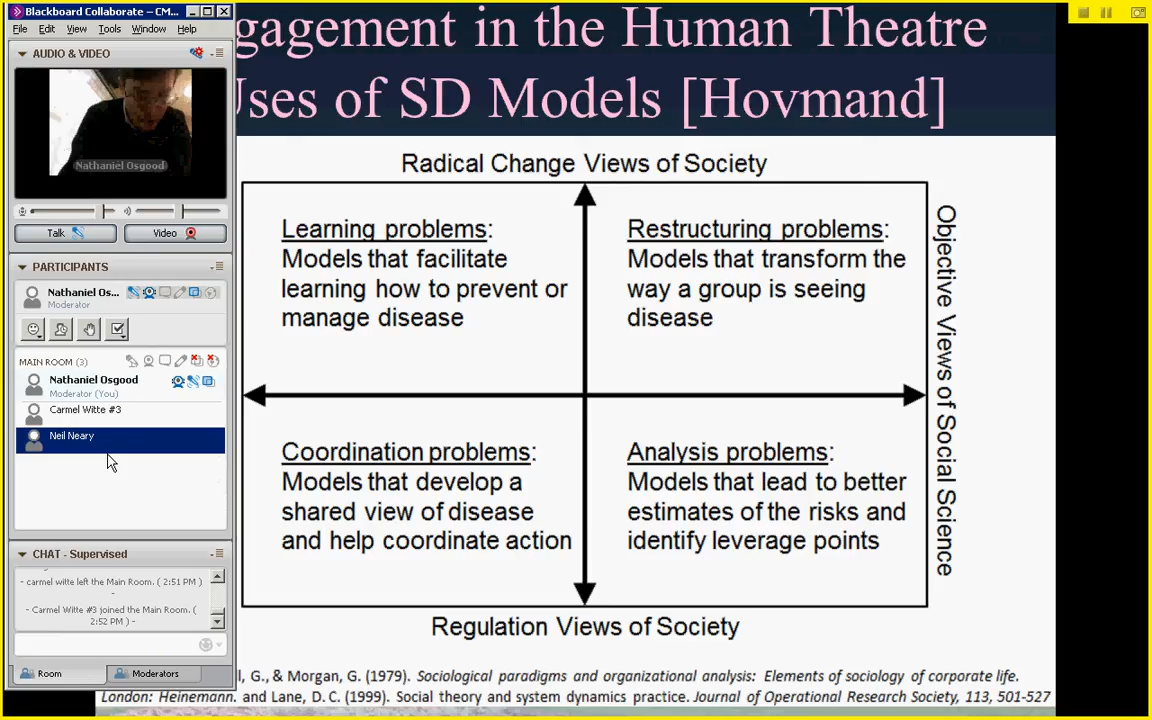 Blackboard Collaborate – CM...
File Edit View Tools Window Help
AUDIO & VIDEO
Nathaniel Osgood
Talk
Video
PARTICIPANTS
Nathaniel Os...
Moderator
MAIN ROOM (3)
Nathaniel Osgood
Moderator (You)
Carmel Witte #3
Neil Neary
CHAT - Supervised
- carmel witte left the Main Room. ( 2:51 PM )
-
- Carmel Witte #3 joined the Main Room. (
2:52 PM ) -
Room
Moderators
gagement in the Human Theatre
Uses of SD Models [Hovmand]
Radical Change Views of Society
Learning problems:
Models that facilitate
learning how to prevent or
manage disease
Restructuring problems:
Models that transform the
way a group is seeing
disease
Coordination problems:
Models that develop a
shared view of disease
and help coordinate action
Analysis problems:
Models that lead to better
estimates of the risks and
identify leverage points
Objective Views of Social Science
Regulation Views of Society
l, G., & Morgan, G. (1979). Sociological paradigms and organizational analysis: Elements of sociology of corporate life.
London: Heinemann. and Lane, D. C. (1999). Social theory and system dynamics practice. Journal of Operational Research Society, 113, 501-527